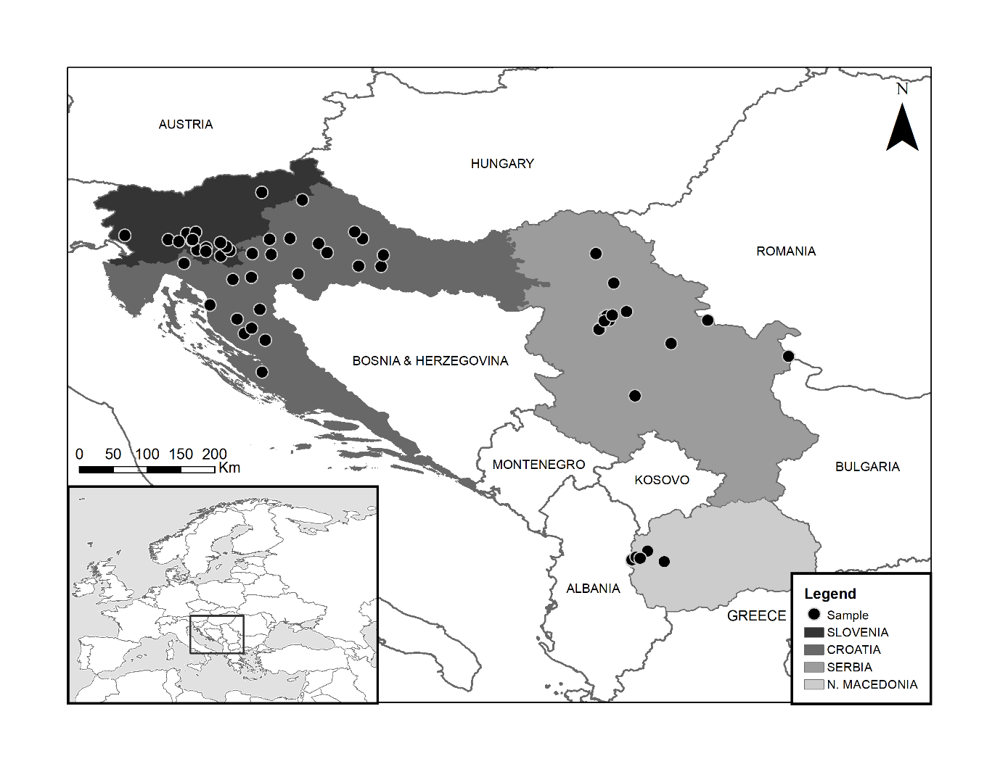 N
AUSTRIA
HUNGARY
ROMANIA
BOSNIA & HERZEGOVINA
0 50 100 150 200
Km
MONTENEGRO
KOSOVO
BULGARIA
ALBANIA
GREECE
Legend
Sample
SLOVENIA
CROATIA
SERBIA
N. MACEDONIA